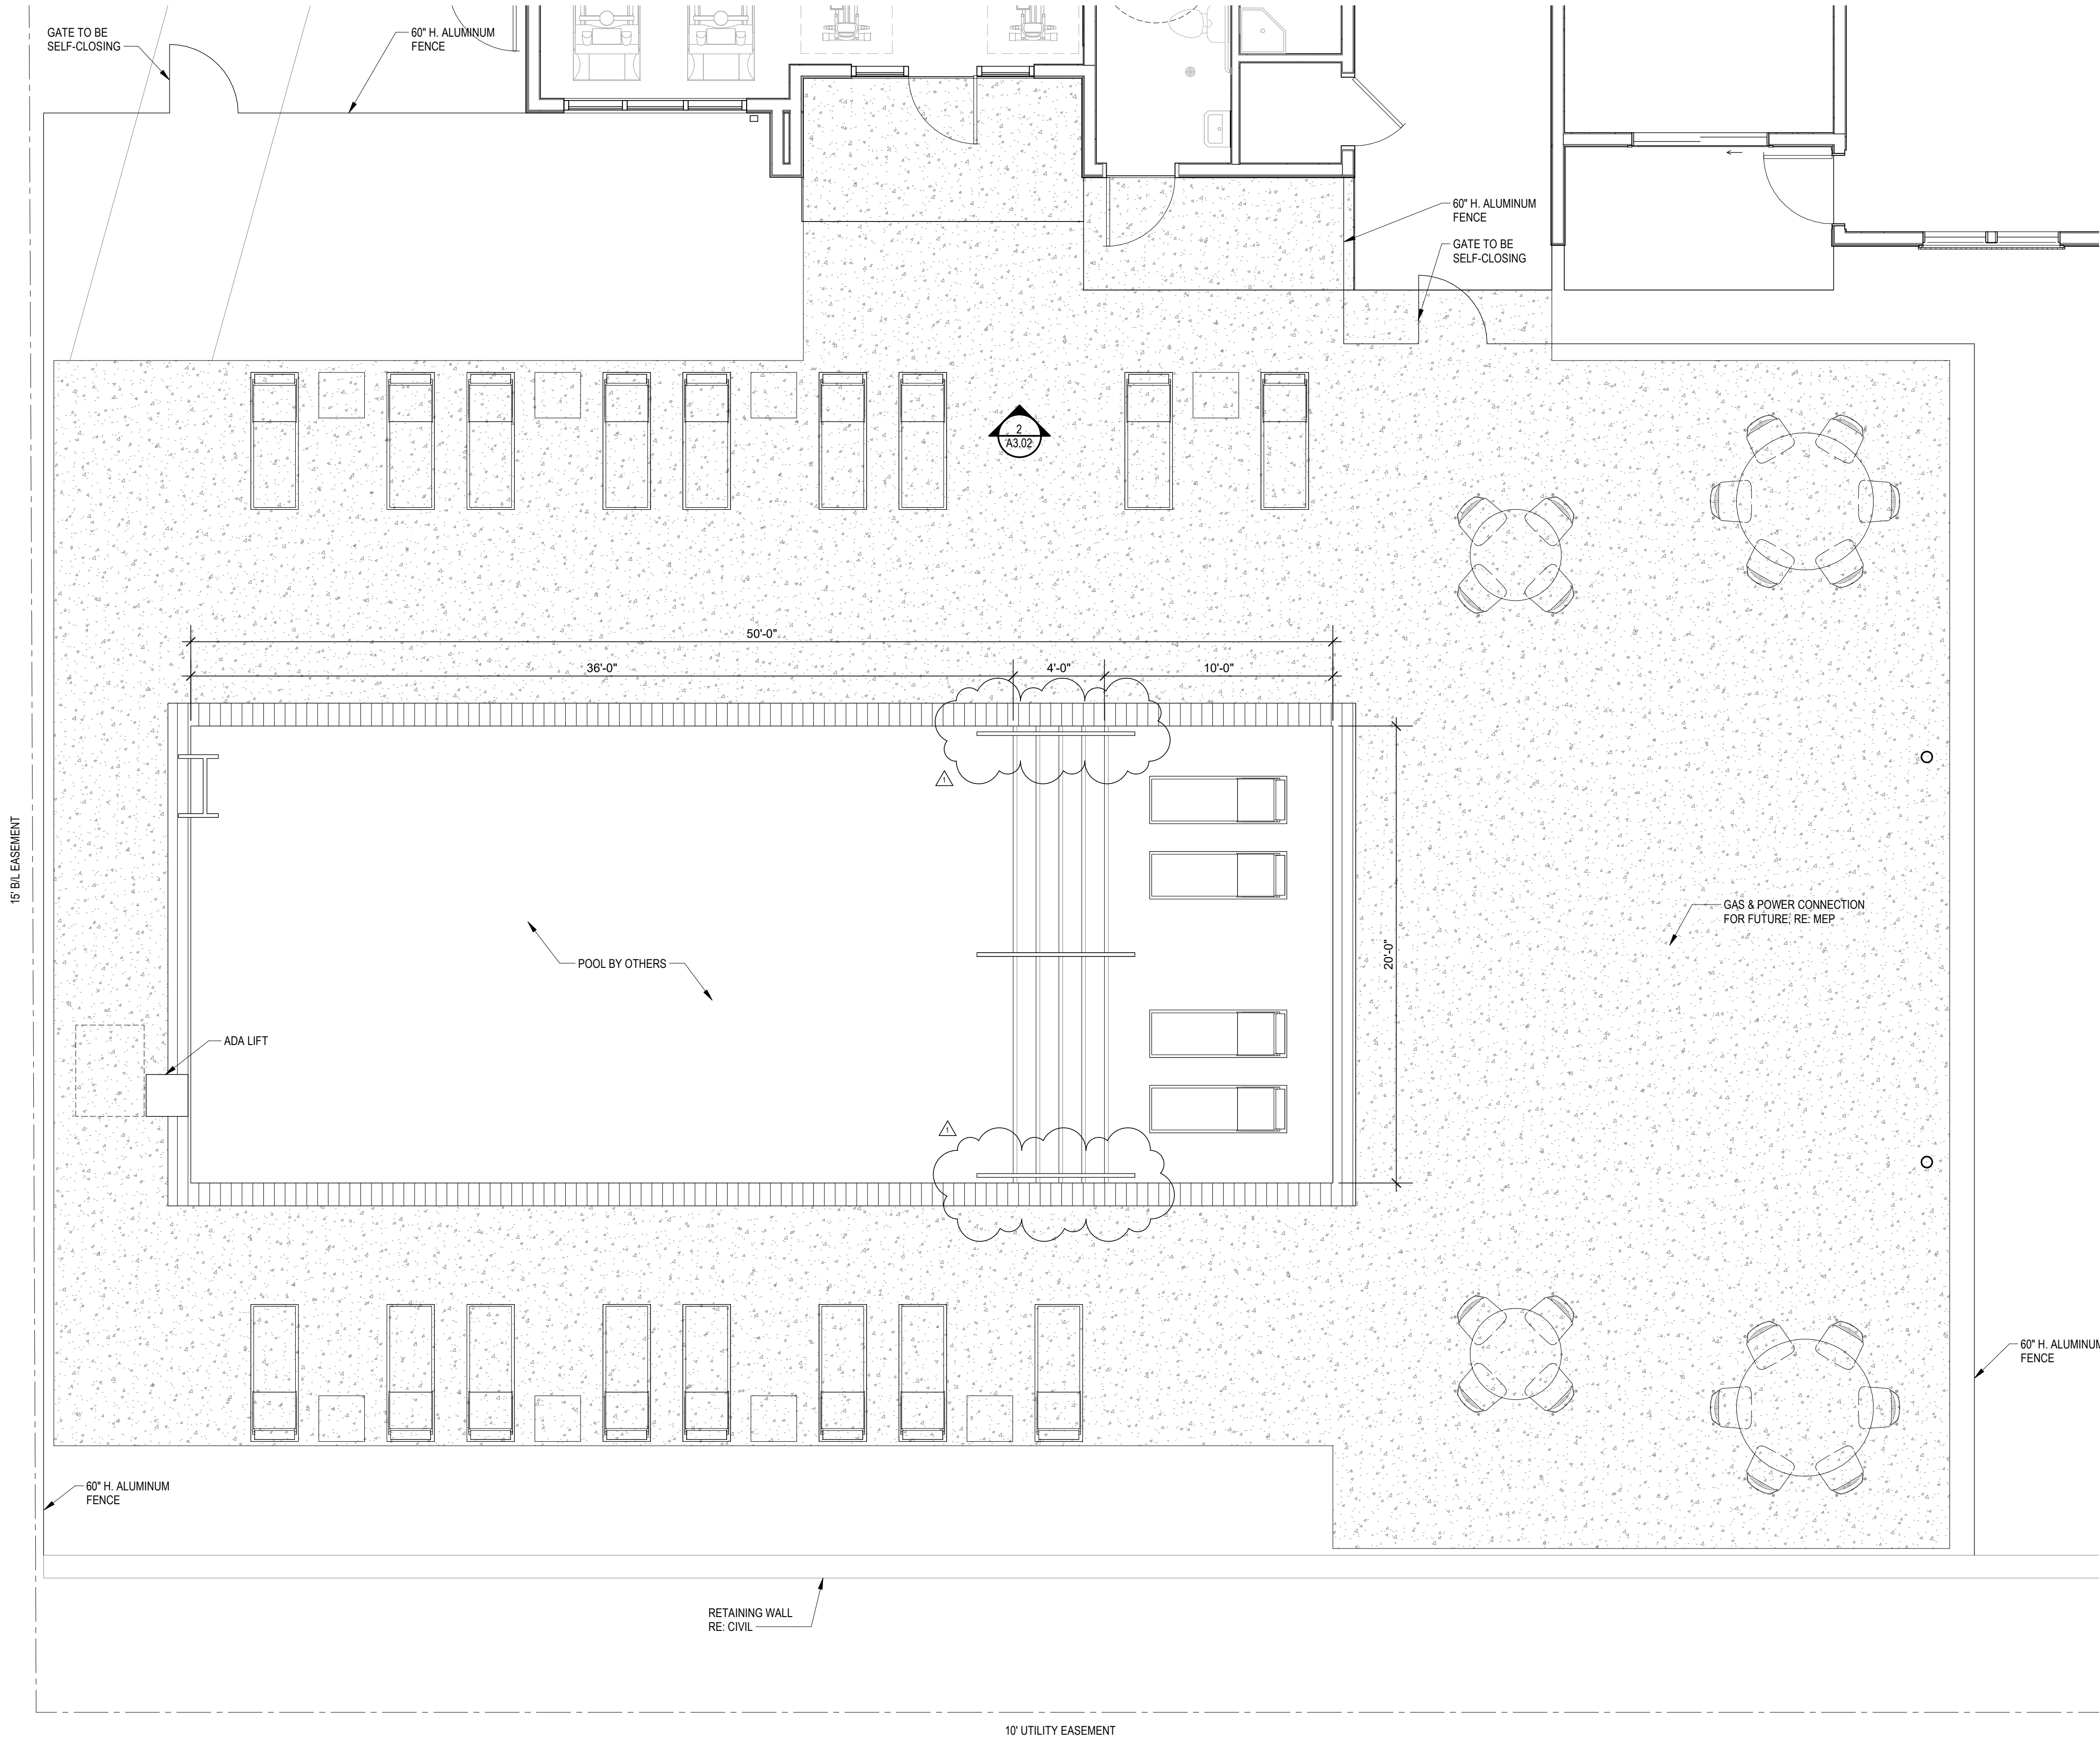 GATE TO BE
SELF-CLOSING
60" H. ALUMINUM
FENCE
60" H. ALUMINUM
FENCE
GATE TO BE
SELF-CLOSING
2
A3.02
50'-0"
36'-0"
4'-0"
10'-0"
1
15' B/L EASEMENT
GAS & POWER CONNECTION
FOR FUTURE; RE: MEP
20'-0"
POOL BY OTHERS
ADA LIFT
1
60" H. ALUMINUM
FENCE
60" H. ALUMINUM
FENCE
RETAINING WALL
RE: CIVIL
10' UTILITY EASEMENT